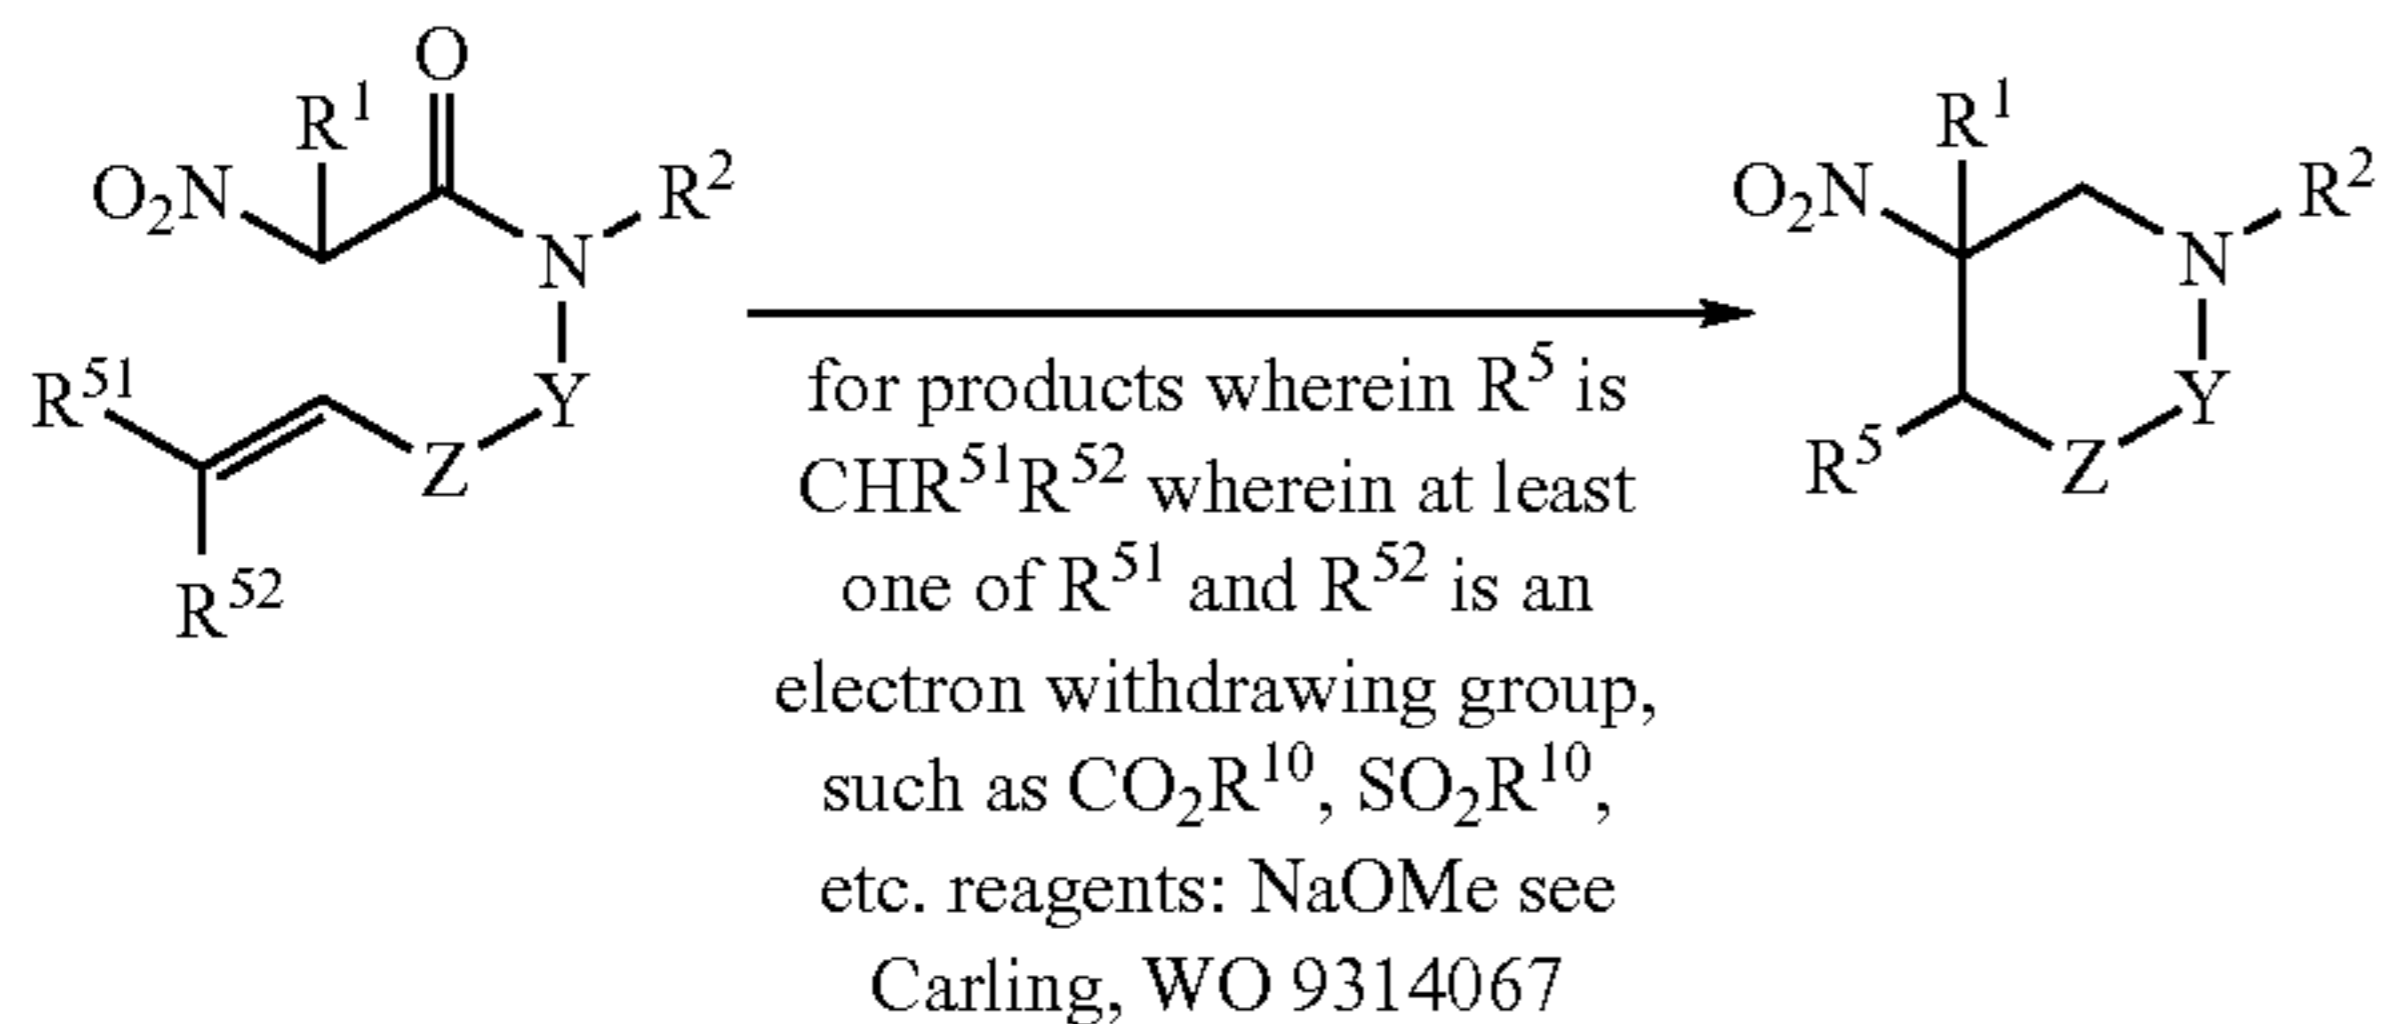 O
R¹
O₂N
R²
N
R⁵¹
Y
Z
R⁵²
for products wherein R⁵ is
CHR⁵¹R⁵² wherein at least
one of R⁵¹ and R⁵² is an
electron withdrawing group,
such as CO₂R¹⁰, SO₂R¹⁰,
etc. reagents: NaOMe see
Carling, WO 9314067
R¹
O₂N
R²
N
Y
R⁵
Z